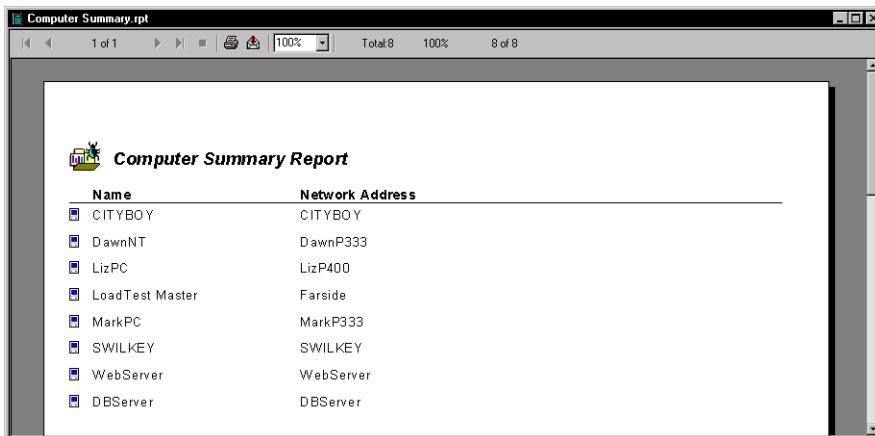 Computer Summary.rpt
1 of 1 100% Total:8 100% 8 of 8
Computer Summary Report
Name Network Address
CITYBOY CITYBOY
DawnNT DawnP333
LizPC LizP400
LoadTest Master Farside
MarkPC MarkP333
SWILKEY SWILKEY
WebServer WebServer
DBServer DBServer